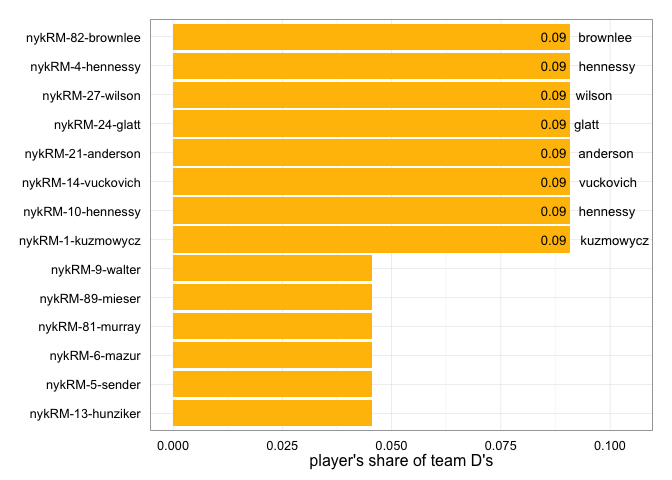 nykRM-82-brownlee 0.09 brownlee
nykRM-4-hennessy 0.09 hennessy
nykRM-27-wilson 0.09 wilson
nykRM-24-glatt 0.09 glatt
nykRM-21-anderson 0.09 anderson
nykRM-14-vuckovich 0.09 vuckovich
nykRM-10-hennessy 0.09 hennessy
nykRM-1-kuzmowycz 0.09 kuzmowycz
nykRM-9-walter
nykRM-89-mieser
nykRM-81-murray
nykRM-6-mazur
nykRM-5-sender
nykRM-13-hunziker
0.000 0.025 0.050 0.075 0.100
player's share of team D's